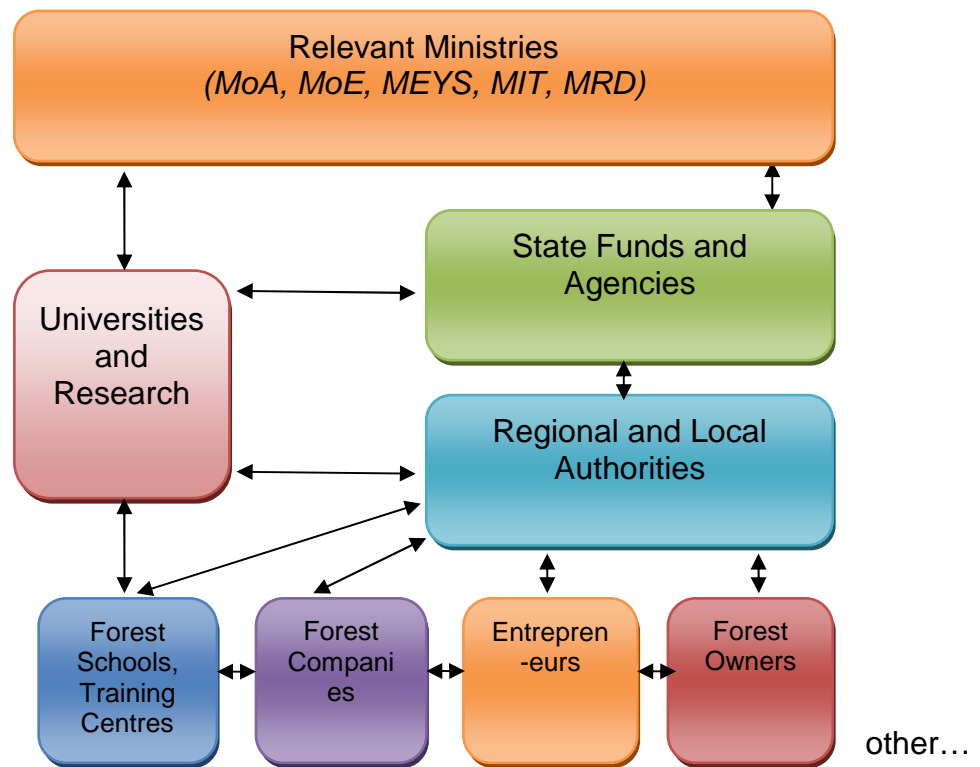 Relevant Ministries
(MoA, MoE, MEYS, MIT, MRD)
State Funds and
Agencies
Universities
and
Research
Regional and Local
Authorities
Forest
Schools,
Training
Centres
Forest
Compani
es
Entrepren
-eurs
Forest
Owners
other…